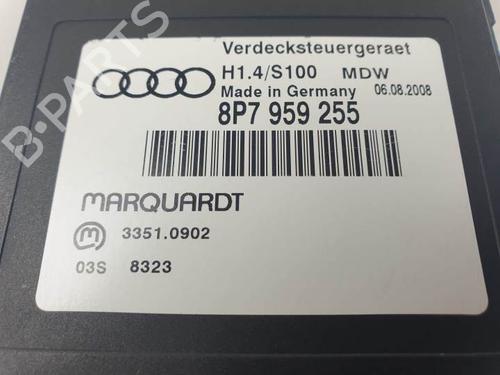 B-PARTS
Verdecksteuergeraet
H1.4/S100 MDW
Made in Germany 06.08.2008
8P7 959 255
MARQUARDT
m 3351.0902
03S 8323